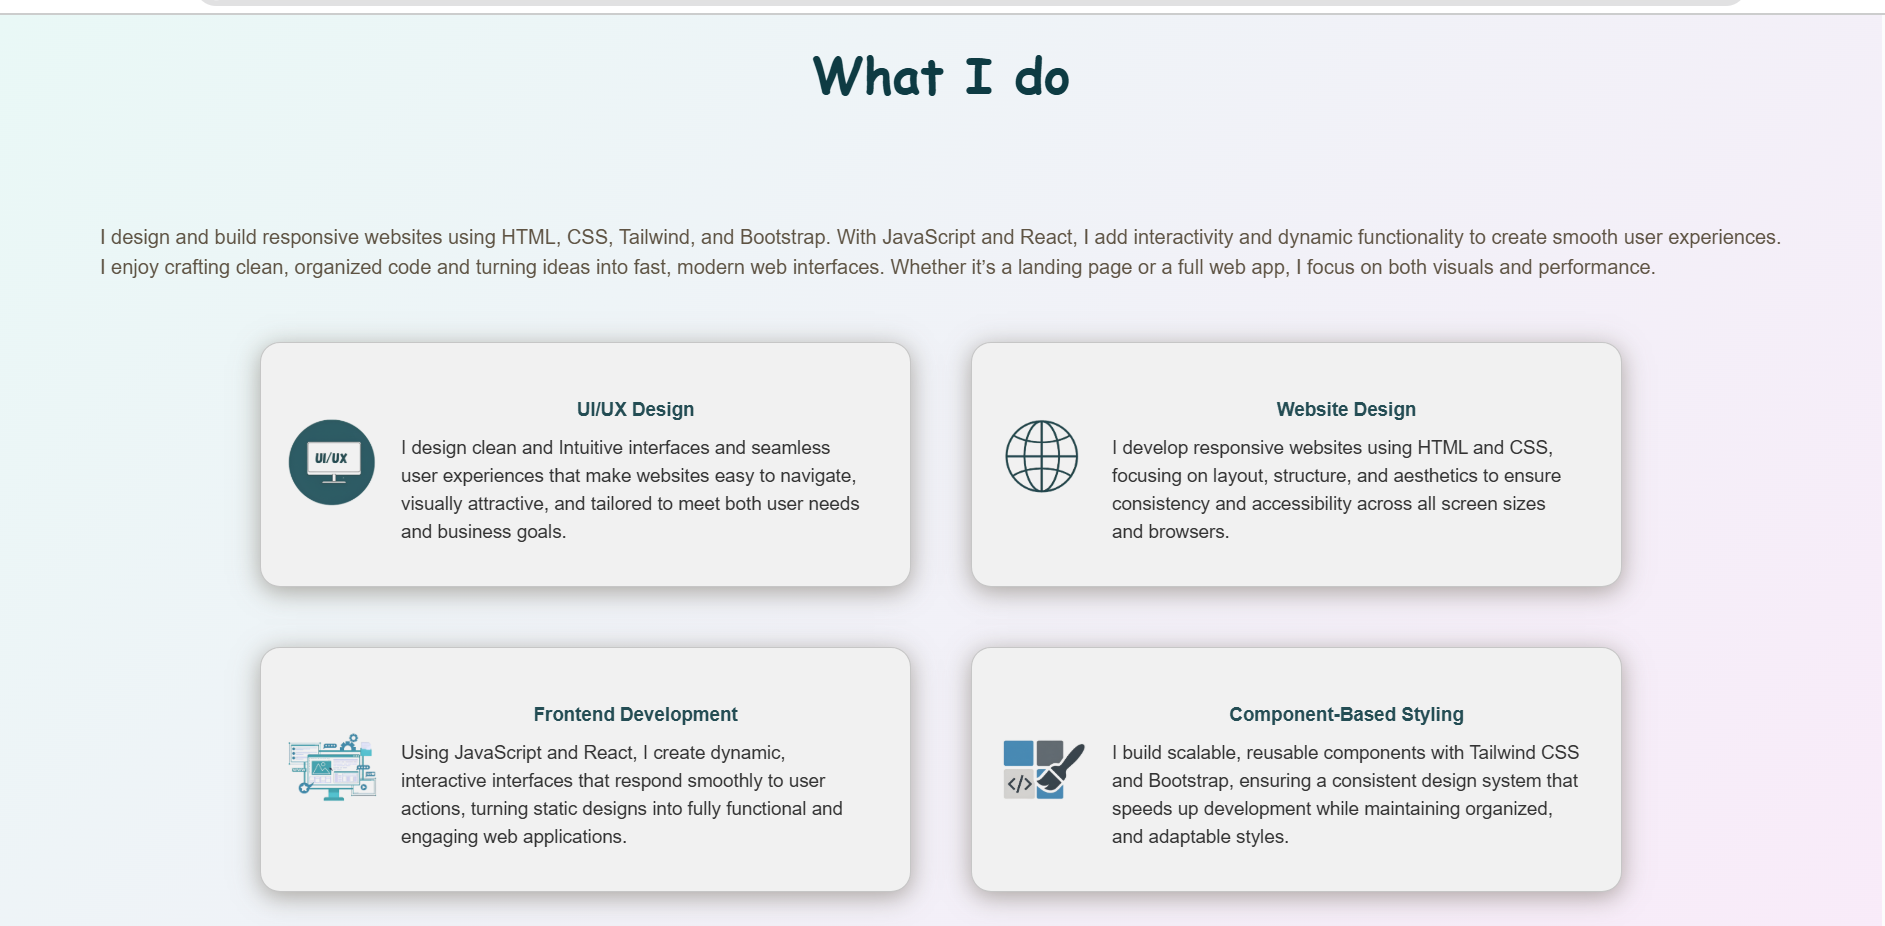 What I do
I design and build responsive websites using HTML, CSS, Tailwind, and Bootstrap. With JavaScript and React, I add interactivity and dynamic functionality to create smooth user experiences.
I enjoy crafting clean, organized code and turning ideas into fast, modern web interfaces. Whether it’s a landing page or a full web app, I focus on both visuals and performance.
UI/UX Design
UI/UX
I design clean and Intuitive interfaces and seamless
user experiences that make websites easy to navigate,
visually attractive, and tailored to meet both user needs
and business goals.
Website Design
I develop responsive websites using HTML and CSS,
focusing on layout, structure, and aesthetics to ensure
consistency and accessibility across all screen sizes
and browsers.
Frontend Development
Using JavaScript and React, I create dynamic,
interactive interfaces that respond smoothly to user
actions, turning static designs into fully functional and
engaging web applications.
Component-Based Styling
</>
I build scalable, reusable components with Tailwind CSS
and Bootstrap, ensuring a consistent design system that
speeds up development while maintaining organized,
and adaptable styles.